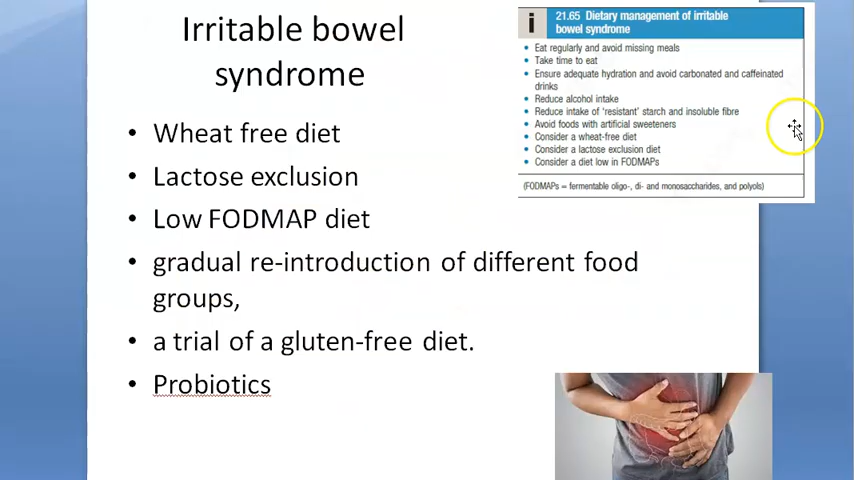 Irritable bowel
syndrome
• Wheat free diet
• Lactose exclusion
• Low FODMAP diet
• gradual re-introduction of different food
groups,
• a trial of a gluten-free diet.
• Probiotics
i 21.65 Dietary management of irritable
bowel syndrome
• Eat regularly and avoid missing meals
• Take time to eat
• Ensure adequate hydration and avoid carbonated and caffeinated
drinks
• Reduce alcohol intake
• Reduce intake of 'resistant' starch and insoluble fibre
• Avoid foods with artificial sweeteners
• Consider a wheat-free diet
• Consider a lactose exclusion diet
• Consider a diet low in FODMAPs
(FODMAPs = fermentable oligo-, di- and monosaccharides, and polyols)